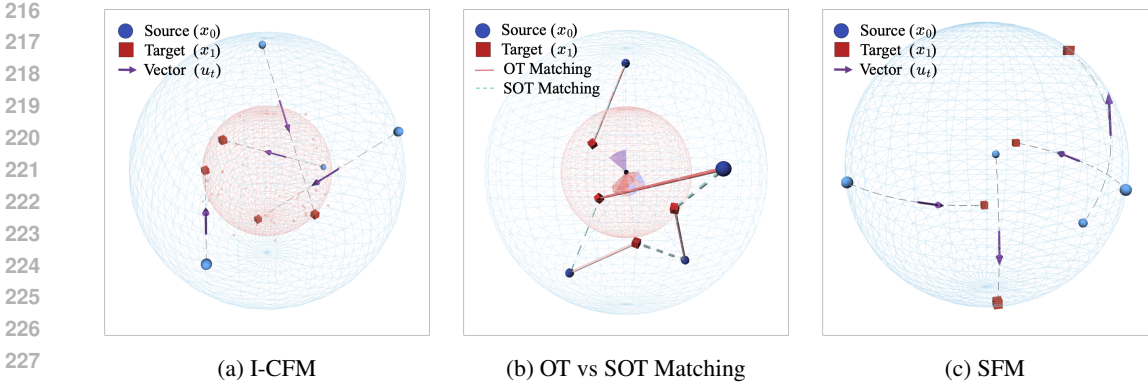 216
217
218
219
220
221
222
223
224
225
226
227
Source (x₀)
Target (x₁)
Vector (uₜ)
(a) I-CFM
Source (x₀)
Target (x₁)
OT Matching
SOT Matching
(b) OT vs SOT Matching
Source (x₀)
Target (x₁)
Vector (uₜ)
(c) SFM